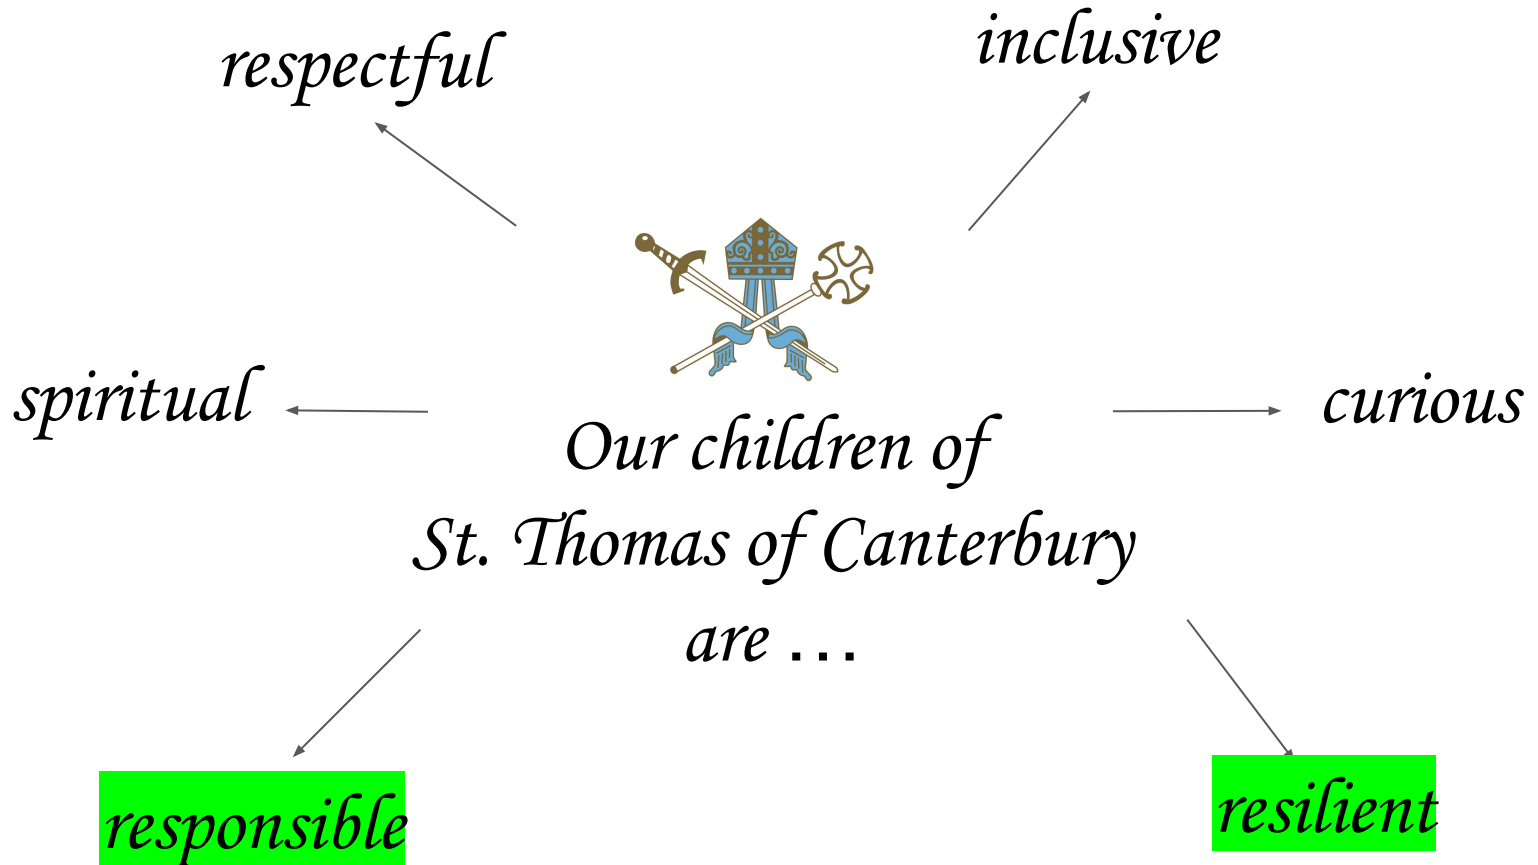 respectful
inclusive
spiritual
curious
Our children of
St. Thomas of Canterbury
are ...
responsible
resilient